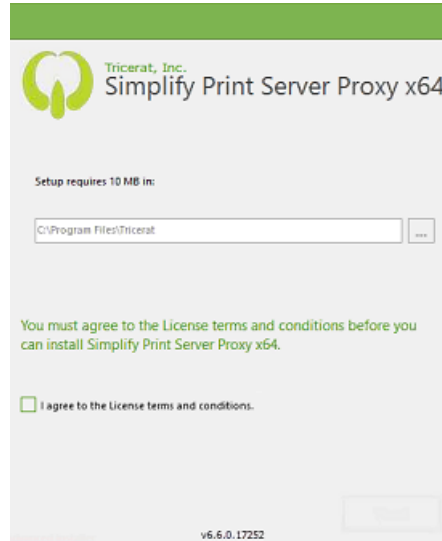 Tricerat, Inc.
Simplify Print Server Proxy x64
Setup requires 10 MB in:
C:\Program Files\Tricerat
...
You must agree to the License terms and conditions before you
can install Simplify Print Server Proxy x64.
I agree to the License terms and conditions.
v6.6.0.17252